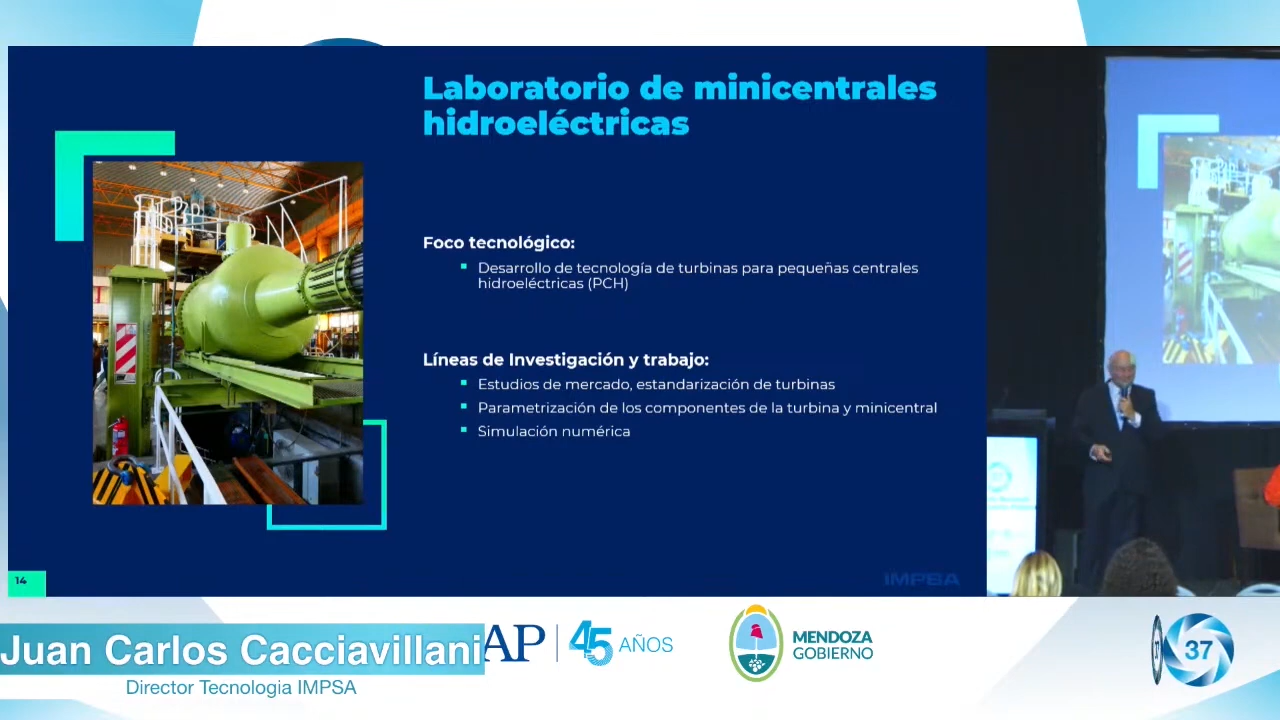 Laboratorio de minicentrales
hidroeléctricas
Foco tecnológico:
Desarrollo de tecnología de turbinas para pequeñas centrales
hidroeléctricas (PCH)
Líneas de Investigación y trabajo:
Estudios de mercado, estandarización de turbinas
Parametrización de los componentes de la turbina y minicentral
Simulación numérica
14
IMPSA
Juan Carlos Cacciavillani
Director Tecnologia IMPSA
AP
45 AÑOS
MENDOZA
GOBIERNO
37